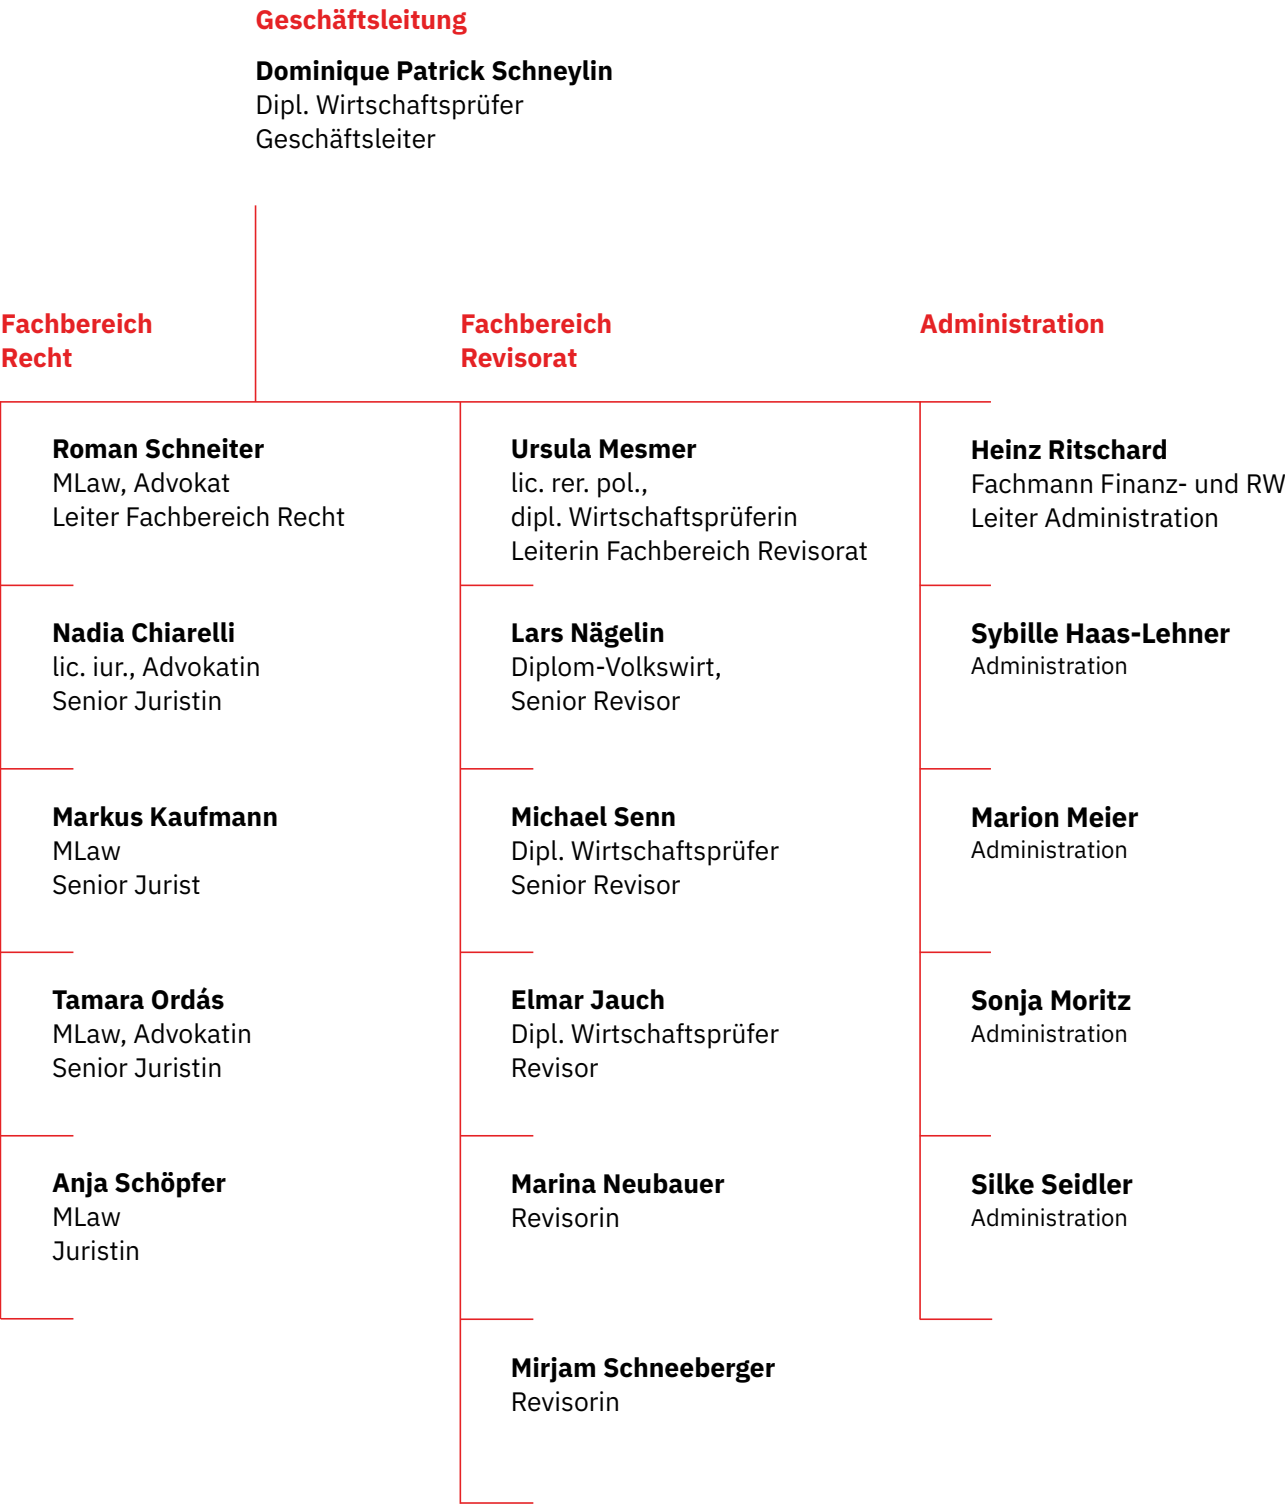 Geschäftsleitung
Dominique Patrick Schneylin
Dipl. Wirtschaftsprüfer
Geschäftsleiter
Fachbereich
Recht
Roman Schneiter
MLaw, Advokat
Leiter Fachbereich Recht
Nadia Chiarelli
lic. iur., Advokatin
Senior Juristin
Markus Kaufmann
MLaw
Senior Jurist
Tamara Ordás
MLaw, Advokatin
Senior Juristin
Anja Schöpfer
MLaw
Juristin
Fachbereich
Revisorat
Ursula Mesmer
lic. rer. pol.,
dipl. Wirtschaftsprüferin
Leiterin Fachbereich Revisorat
Lars Nägelin
Diplom-Volkswirt,
Senior Revisor
Michael Senn
Dipl. Wirtschaftsprüfer
Senior Revisor
Elmar Jauch
Dipl. Wirtschaftsprüfer
Revisor
Marina Neubauer
Revisorin
Mirjam Schneeberger
Revisorin
Administration
Heinz Ritschard
Fachmann Finanz- und RW
Leiter Administration
Sybille Haas-Lehner
Administration
Marion Meier
Administration
Sonja Moritz
Administration
Silke Seidler
Administration